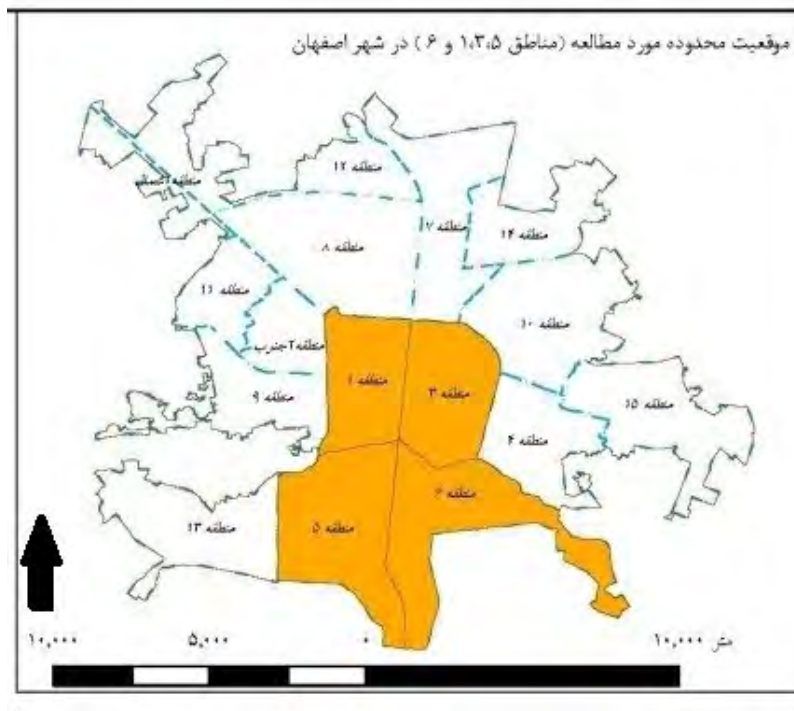 موقعیت محدوده مورد مطالعه (مناطق ۱،۳،۵ و ۶ ) در شهر اصفهان
منطقه ۱۲
منطقه ۲شمالی
منطقه ۷
منطقه ۱۴
منطقه ۸
منطقه ۱۱
منطقه ۱۰
منطقه ۲جنوب
منطقه ۱
منطقه ۳
منطقه ۹
منطقه ۱۵
منطقه ۴
منطقه ۶
منطقه ۱۳
منطقه ۵
۱۰,۰۰۰ ۵,۰۰۰ ۰ ۱۰,۰۰۰ متر